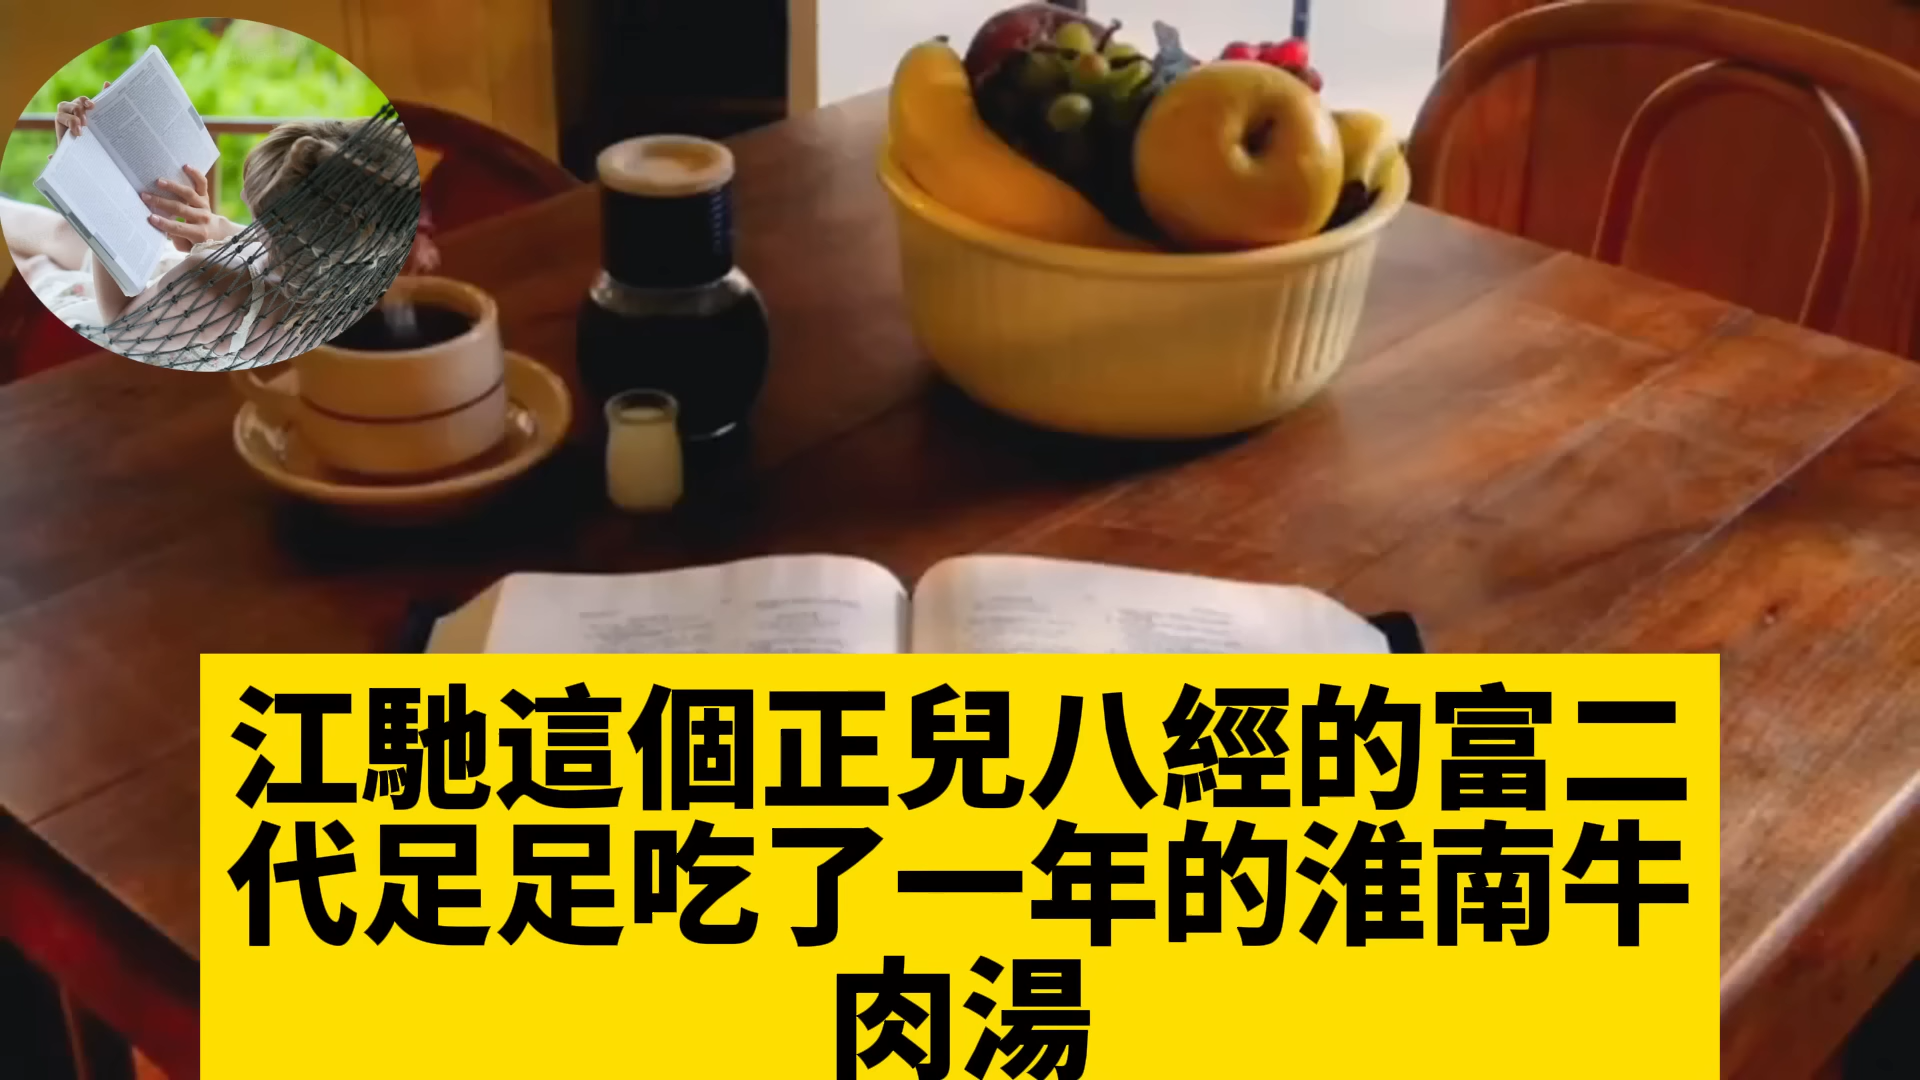 江馳這個正兒八經的富二
代足足吃了一年的淮南牛
肉湯